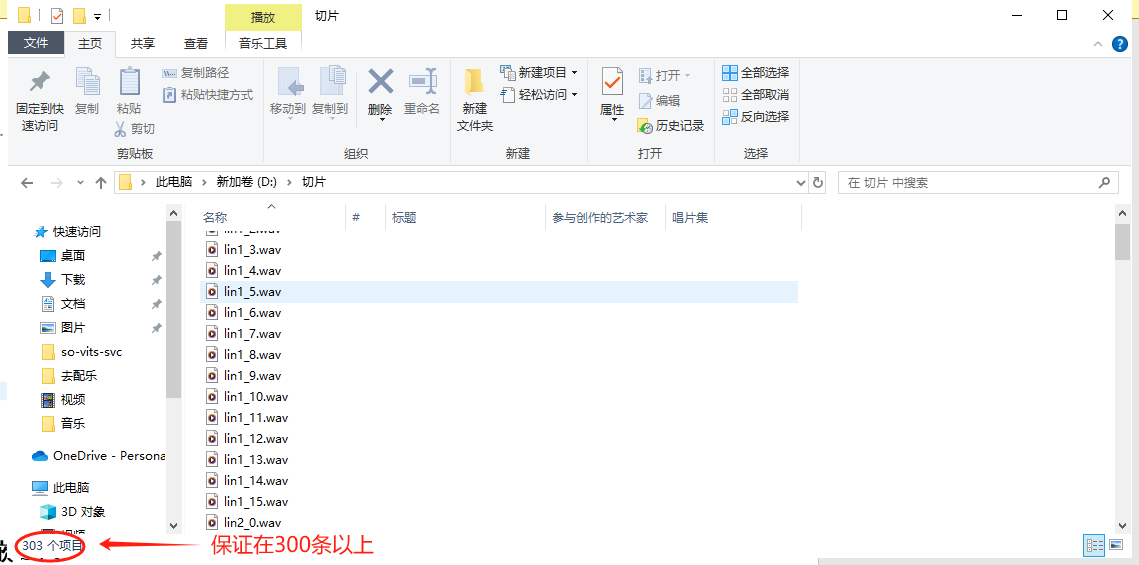 播放
切片
文件
主页
共享
查看
音乐工具
固定到快
速访问
复制
粘贴
复制路径
粘贴快捷方式
剪切
剪贴板
移动到
复制到
删除
重命名
组织
新建
文件夹
新建项目
轻松访问
新建
属性
打开
编辑
历史记录
打开
全部选择
全部取消
反向选择
选择
此电脑
新加卷 (D:)
切片
在 切片 中搜索
快速访问
桌面
下载
文档
图片
so-vits-svc
去配乐
视频
音乐
OneDrive - Persona
此电脑
3D 对象
视频
名称
#
标题
参与创作的艺术家
唱片集
lin1_2.wav
lin1_3.wav
lin1_4.wav
lin1_5.wav
lin1_6.wav
lin1_7.wav
lin1_8.wav
lin1_9.wav
lin1_10.wav
lin1_11.wav
lin1_12.wav
lin1_13.wav
lin1_14.wav
lin1_15.wav
lin2_0.wav
303 个项目
保证在300条以上